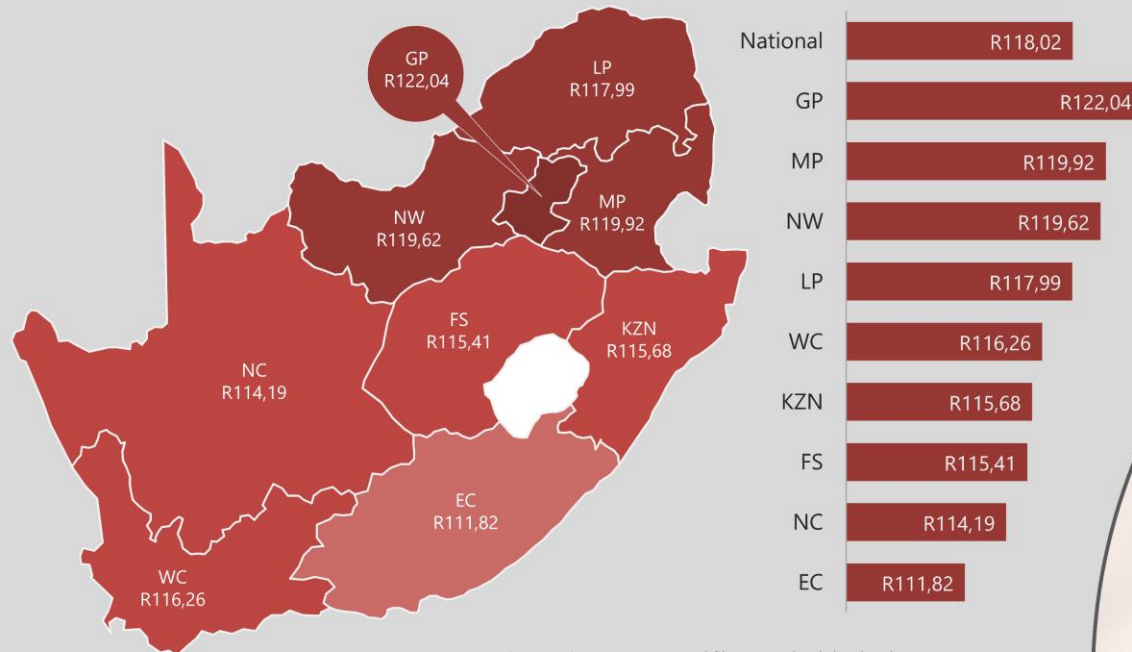 GP
R122,04
LP
R117,99
NW
R119,62
MP
R119,92
FS
R115,41
KZN
R115,68
NC
R114,19
EC
R111,82
WC
R116,26
National R118,02
GP R122,04
MP R119,92
NW R119,62
LP R117,99
WC R116,26
KZN R115,68
FS R115,41
NC R114,19
EC R111,82